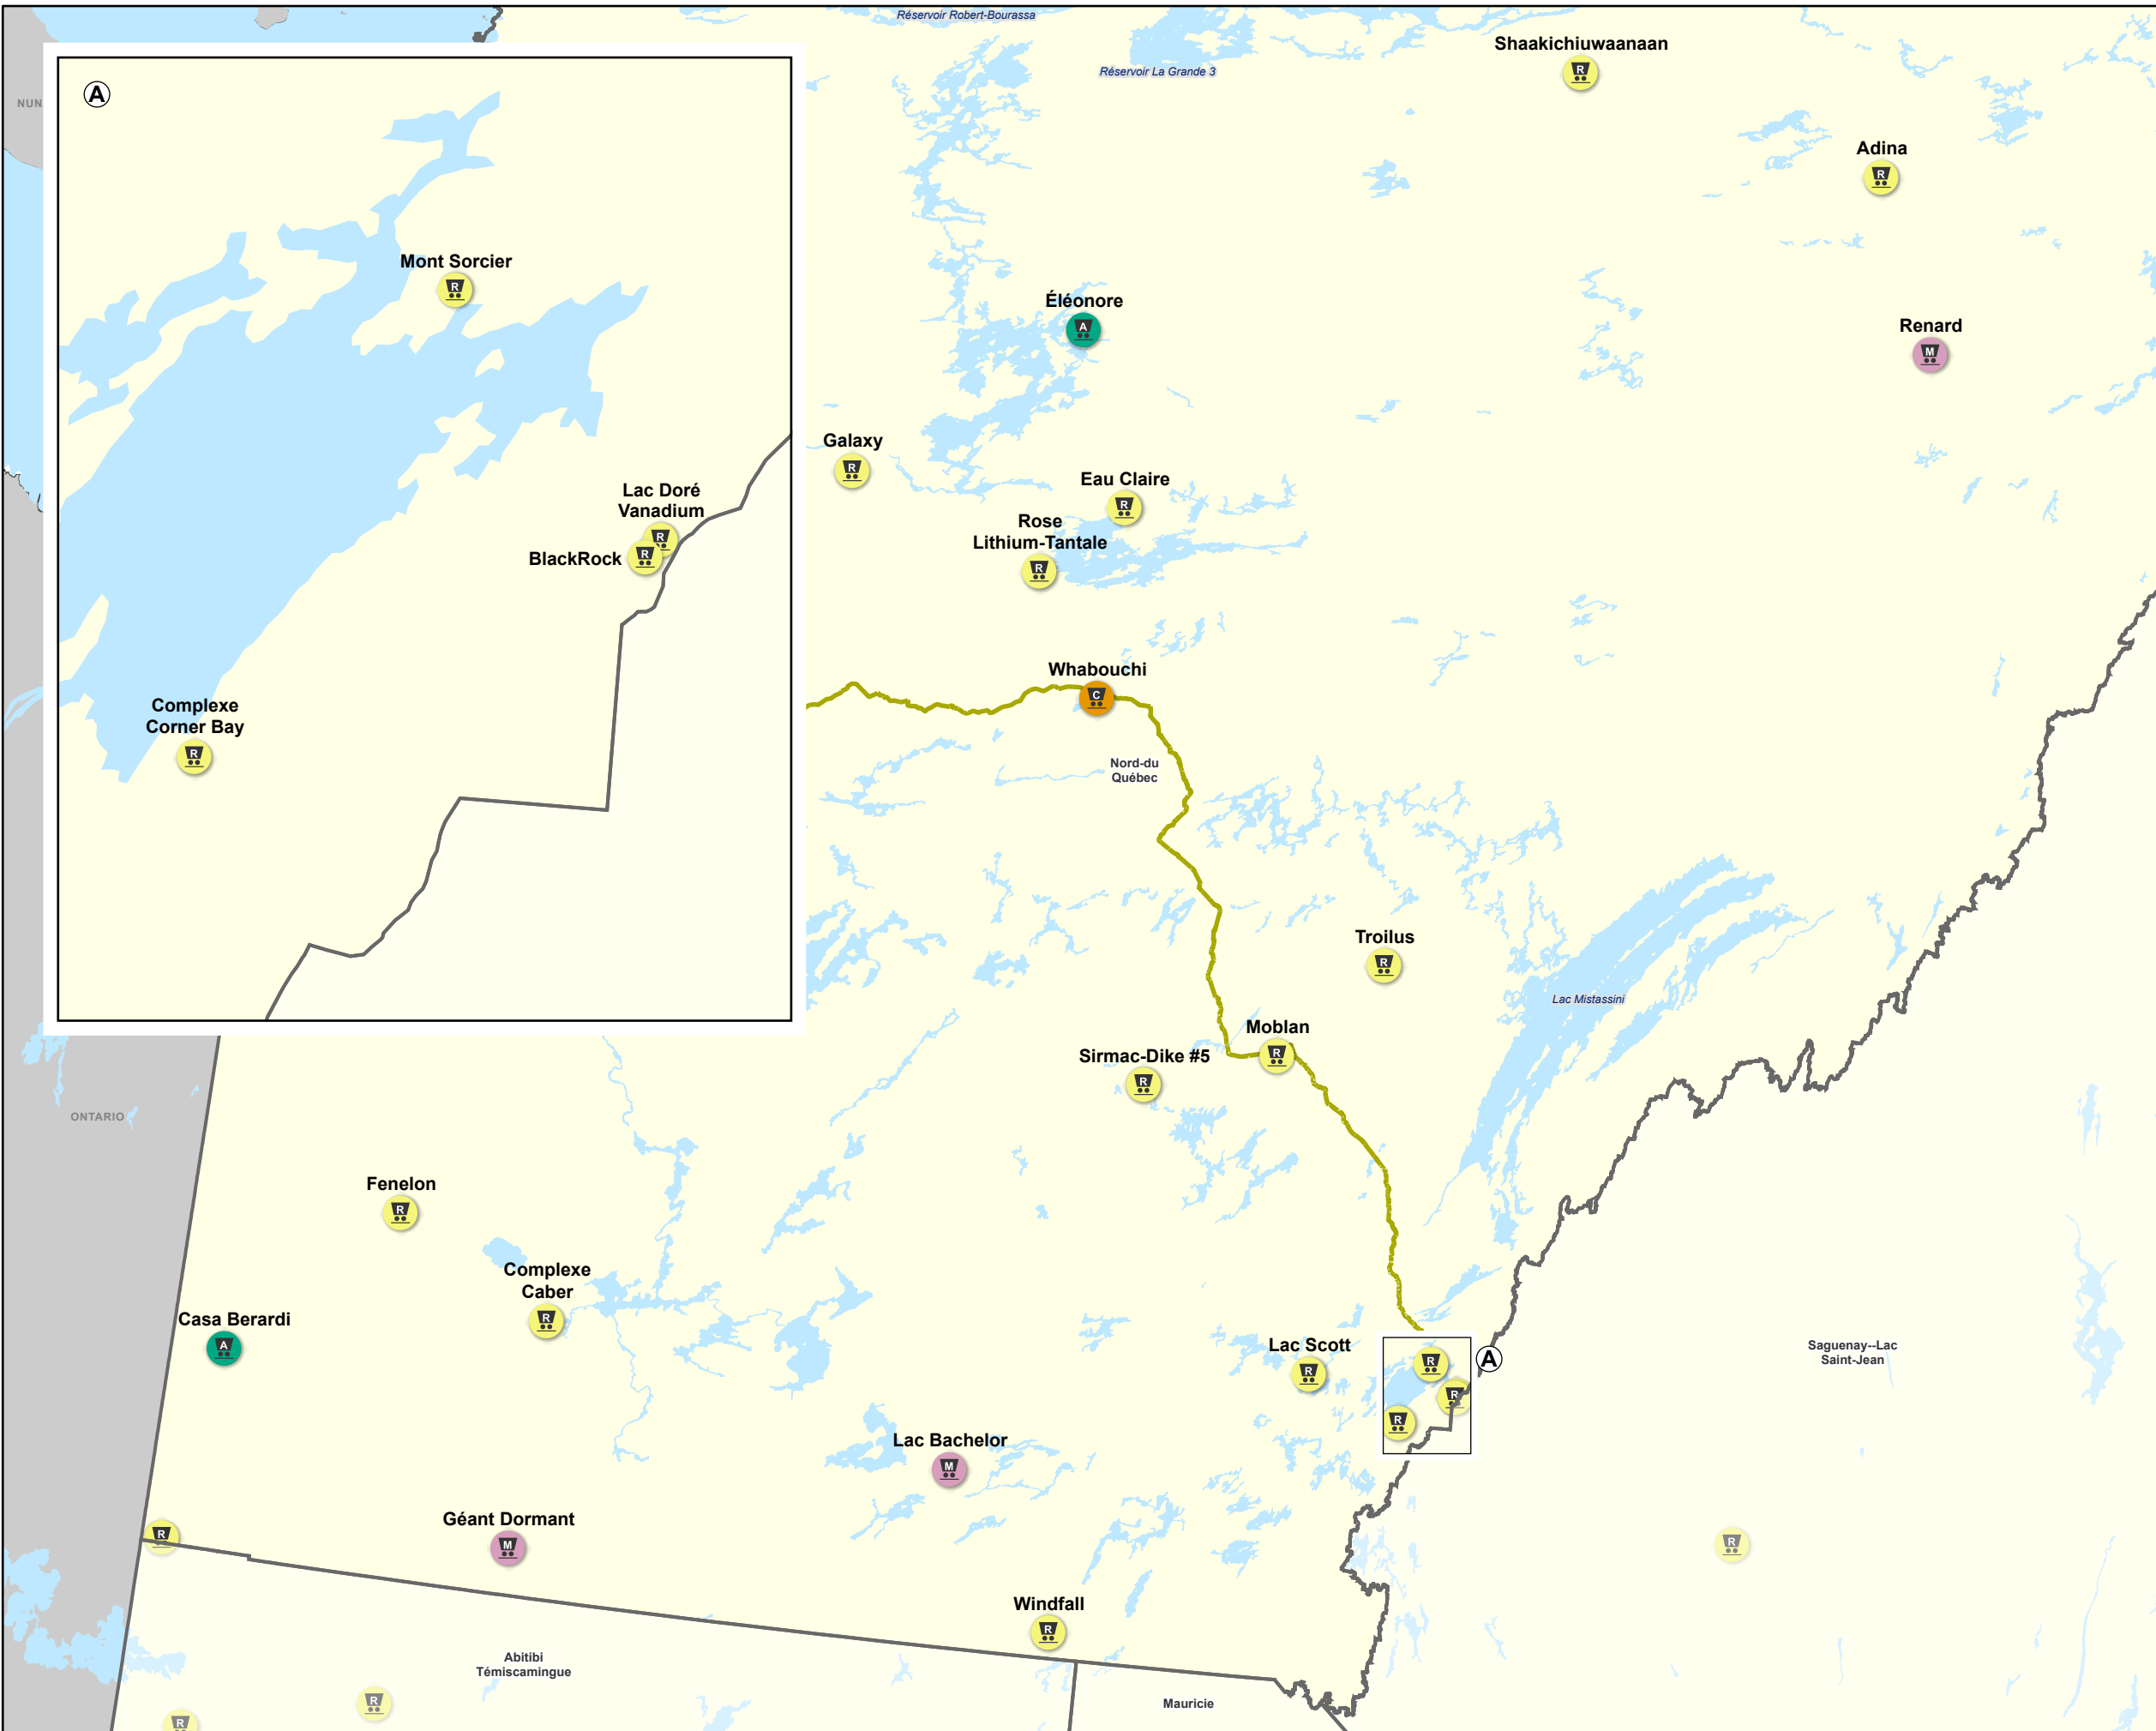 Réservoir Robert-Bourassa
Réservoir La Grande 3
Shaakichiuwaanaan
R
NUN
A
Adina
R
Mont Sorcier
R
Éléonore
A
Renard
M
Galaxy
R
Eau Claire
R
Lac Doré
Vanadium
R
BlackRock
R
Rose
Lithium-Tantale
R
Whabouchi
C
Complexe
Corner Bay
R
Nord-du
Québec
Troilus
R
Lac Mistassini
Moblan
R
Sirmac-Dike #5
R
ONTARIO
Fenelon
R
Complexe
Caber
R
Casa Berardi
A
Lac Scott
R
R
A
R
R
Saguenay--Lac
Saint-Jean
Lac Bachelor
M
Géant Dormant
M
R
R
Windfall
R
Abitibi
Témiscamingue
Mauricie
R
R